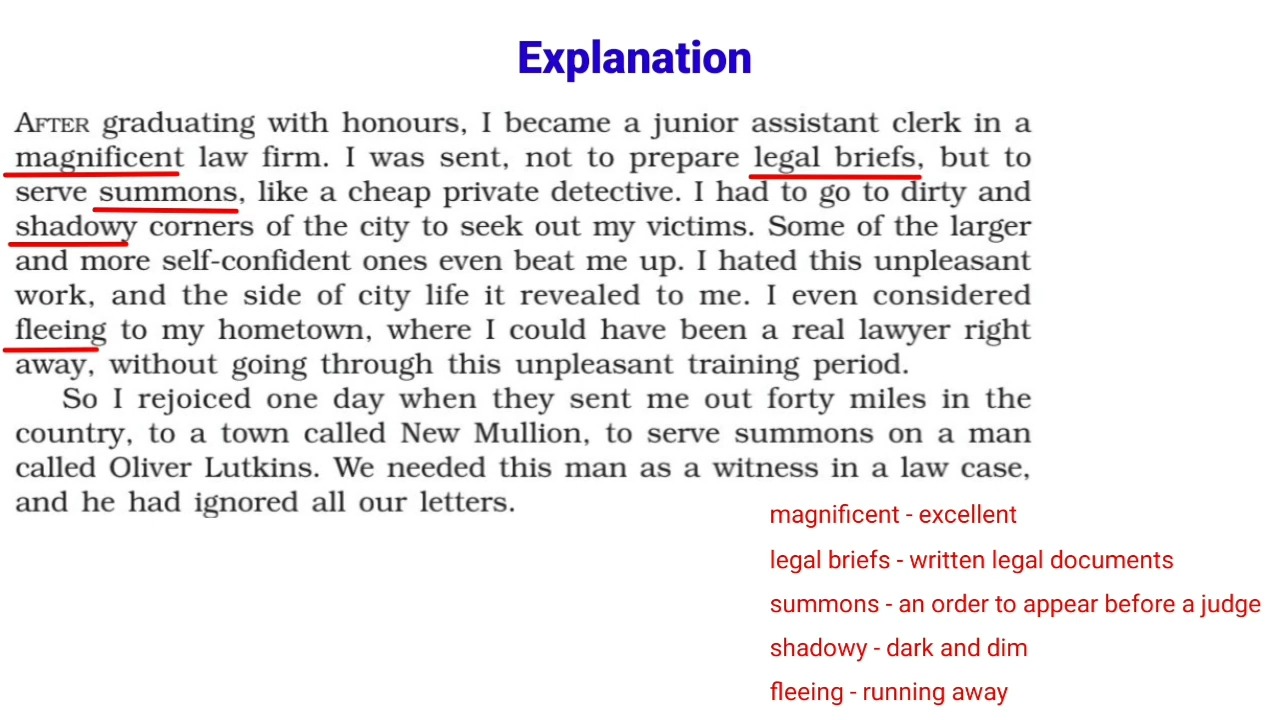 Explanation
AFTER graduating with honours, I became a junior assistant clerk in a
magnificent law firm. I was sent, not to prepare legal briefs, but to
serve summons, like a cheap private detective. I had to go to dirty and
shadowy corners of the city to seek out my victims. Some of the larger
and more self-confident ones even beat me up. I hated this unpleasant
work, and the side of city life it revealed to me. I even considered
fleeing to my hometown, where I could have been a real lawyer right
away, without going through this unpleasant training period.
So I rejoiced one day when they sent me out forty miles in the
country, to a town called New Mullion, to serve summons on a man
called Oliver Lutkins. We needed this man as a witness in a law case,
and he had ignored all our letters.
magnificent - excellent
legal briefs - written legal documents
summons - an order to appear before a judge
shadowy - dark and dim
fleeing - running away